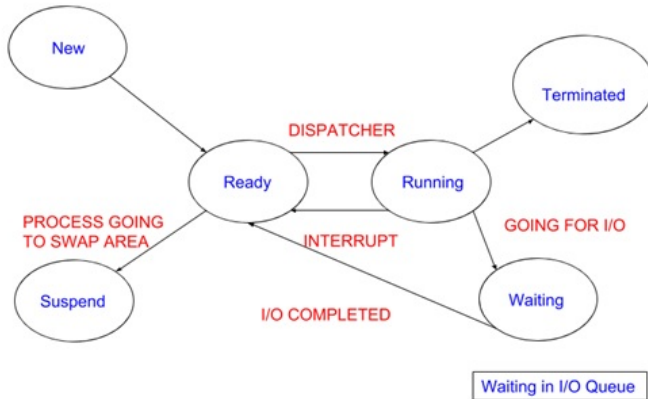 New
Terminated
DISPATCHER
Ready
Running
PROCESS GOING
TO SWAP AREA
INTERRUPT
GOING FOR I/O
Suspend
I/O COMPLETED
Waiting
Waiting in I/O Queue